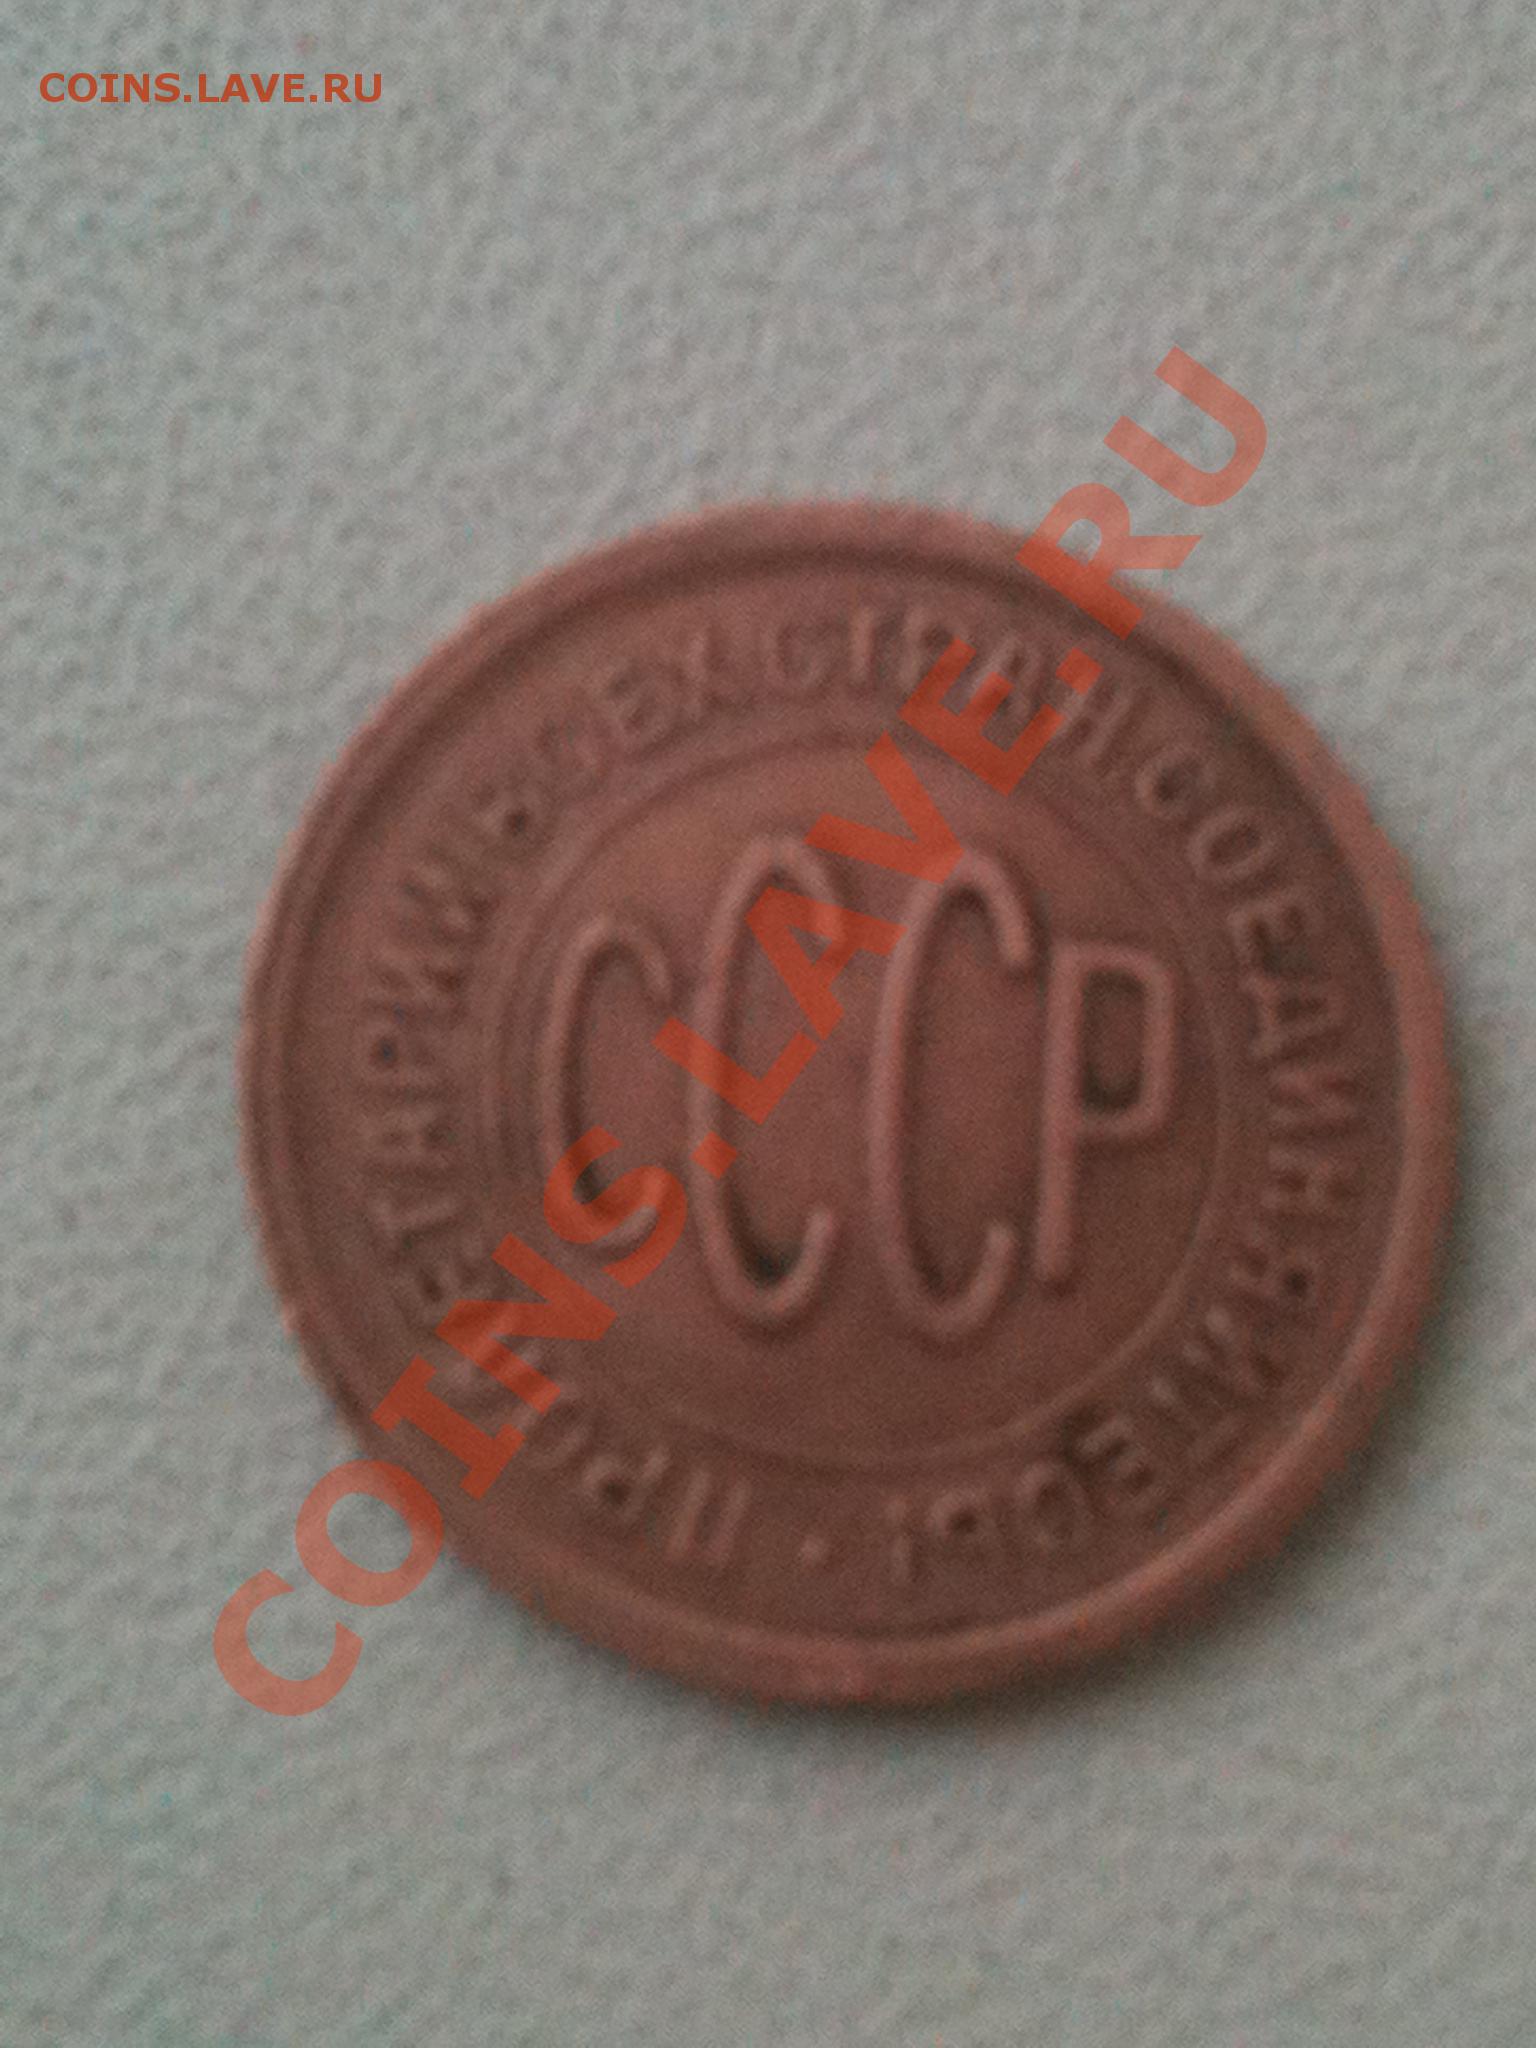 COINS.LAVE.RU
COINS.LAVE.RU
ПРОЛЕТАРИИ ВСЕХ СТРАН, СОЕДИНЯЙТЕСЬ! •
СССР